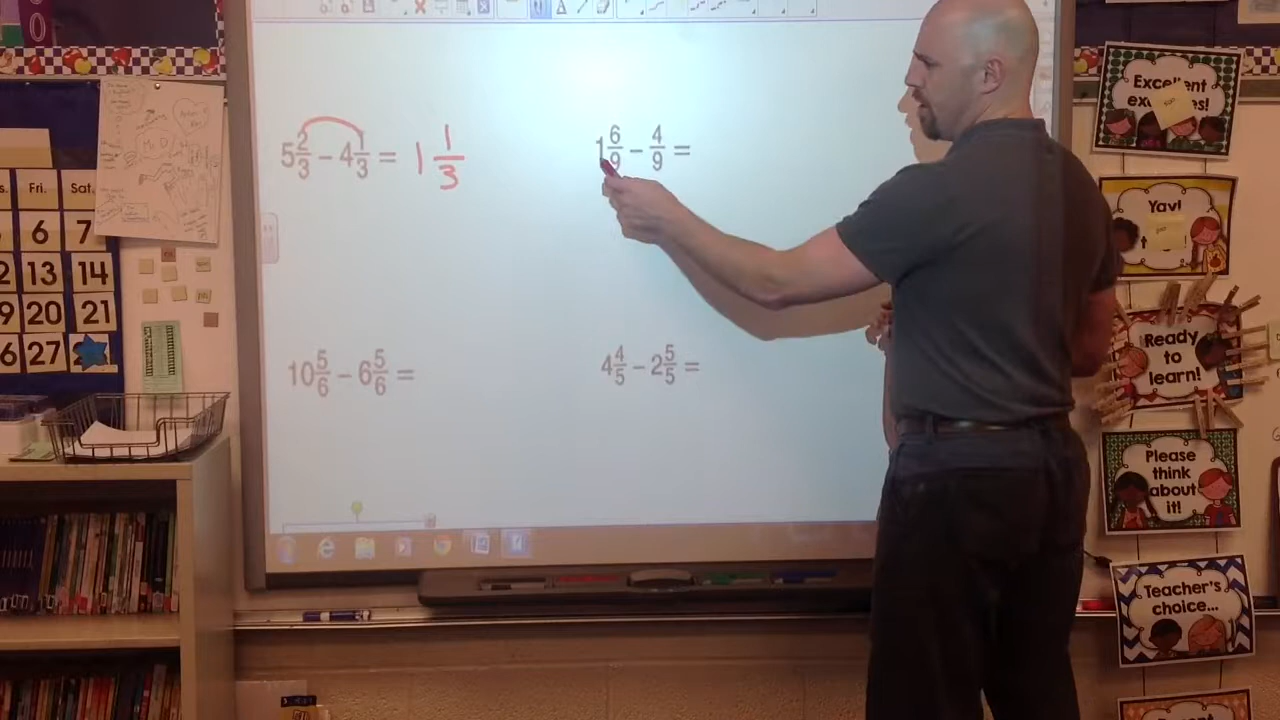 5 2/3 – 4 1/3 = 1 1/3
1 6/9 – 4/9 =
10 5/6 – 6 5/6 =
4 4/5 – 2 5/5 =
Fri. Sat.
6 7
13 14
20 21
27
Excellent
Yay!
Ready
to
learn!
Please
think
about
it!
Teacher's
choice...